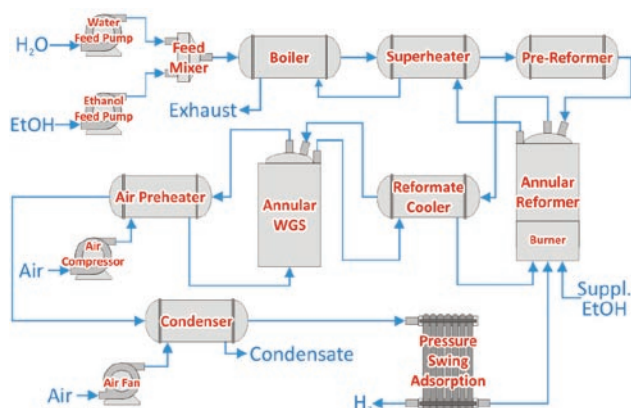 Water
Feed Pump
H₂O
Feed
Mixer
Boiler
Superheater
Pre-Reformer
Ethanol
Feed Pump
EtOH
Exhaust
Air Preheater
Annular
WGS
Reformate
Cooler
Annular
Reformer
Burner
Air
Compressor
Air
Suppl.
EtOH
Condenser
Condensate
Pressure
Swing
Adsorption
Air Fan
Air
H